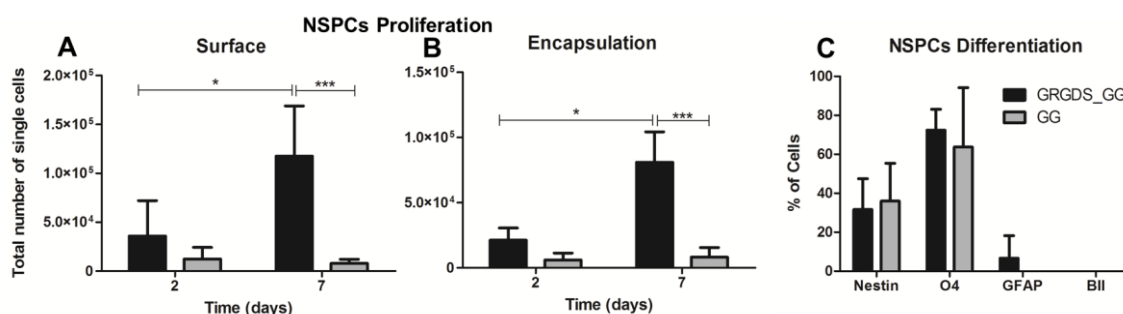 NSPCs Proliferation
A
Surface
Total number of single cells
2.0×10⁵
1.5×10⁵
1.0×10⁵
5.0×10⁴
0
*
***
2
7
Time (days)
B
Encapsulation
1.5×10⁵
1.0×10⁵
5.0×10⁴
0
*
***
2
7
Time (days)
C
NSPCs Differentiation
% of Cells
100
80
60
40
20
0
GRGDS_GG
GG
Nestin
O4
GFAP
BII